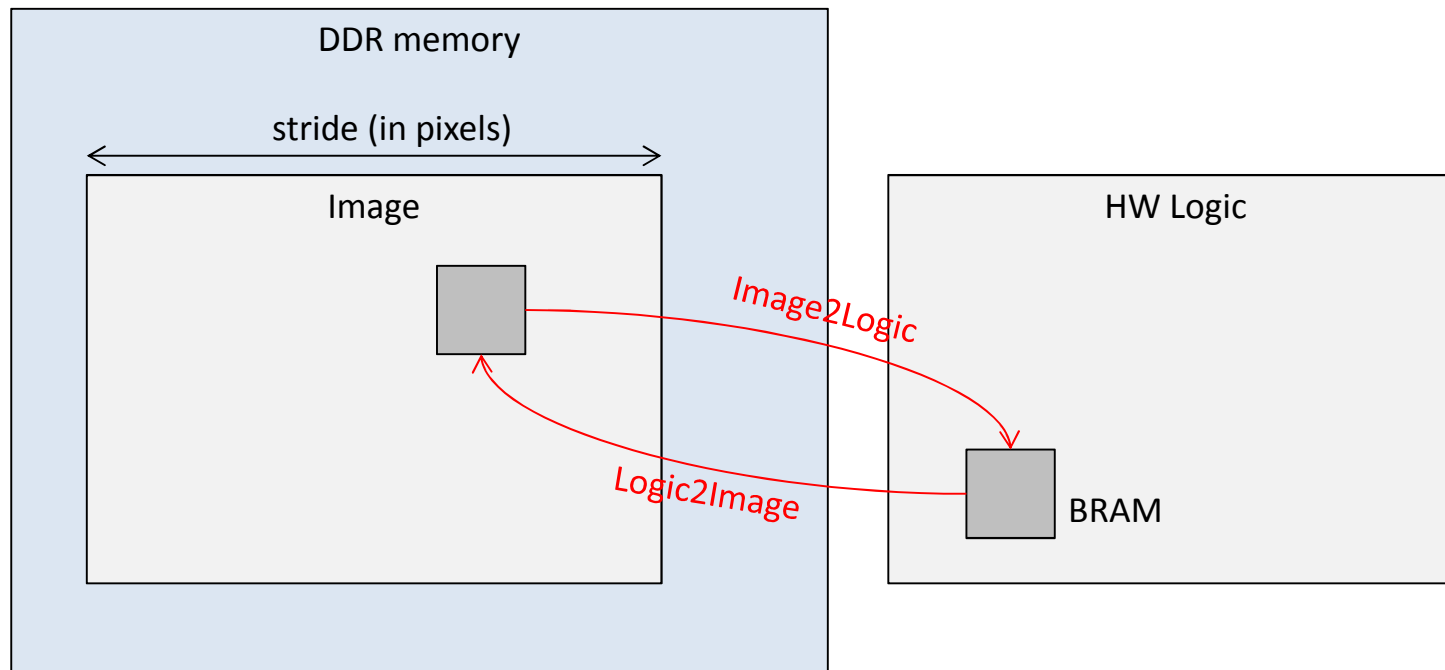 DDR memory
stride (in pixels)
Image
HW Logic
Image2Logic
Logic2Image
BRAM